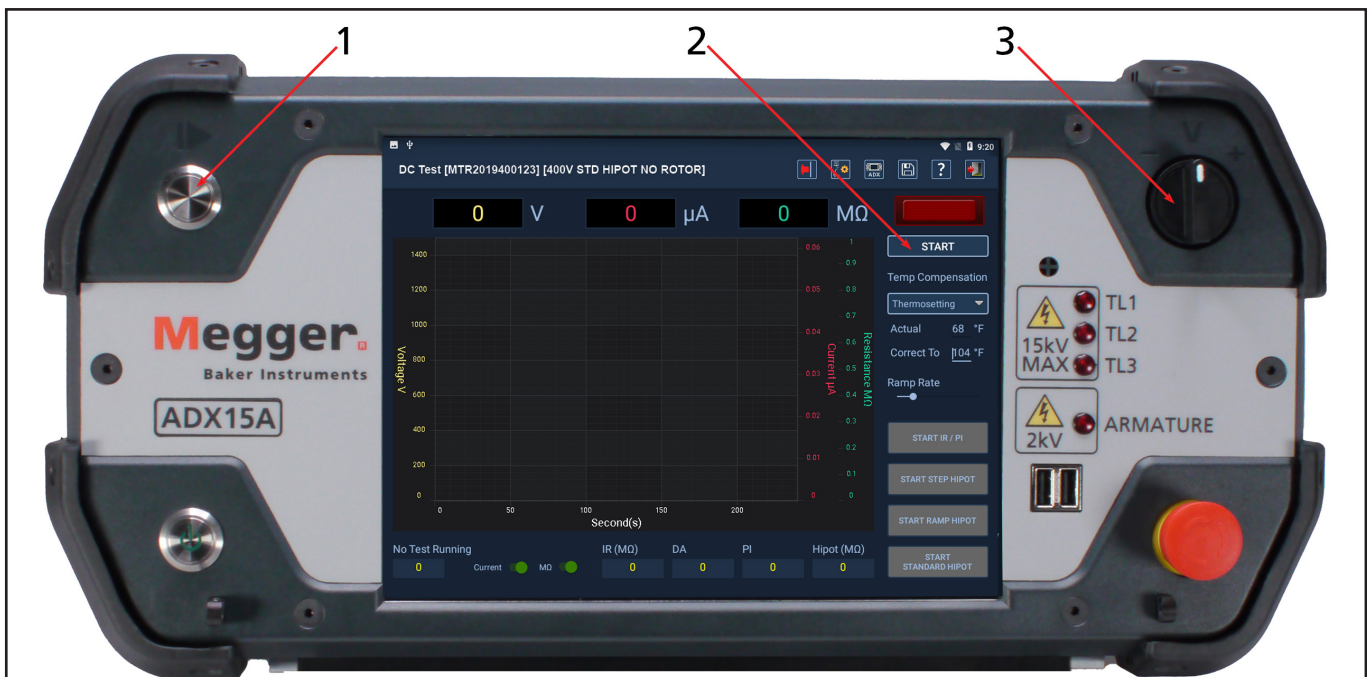 1
2
3
V
- +
9:20
DC Test [MTR2019400123] [400V STD HIPOT NO ROTOR]
ADX
?
0 V 0 µA 0 MΩ
START
Temp Compensation
Thermosetting
Actual 68 °F
Correct To 104 °F
Ramp Rate
START IR / PI
START STEP HIPOT
START RAMP HIPOT
START
STANDARD HIPOT
Voltage V
1400
1200
1000
800
600
400
200
0
0.06
0.05
0.04
0.03
0.02
0.01
0
Current µA
1
0.9
0.8
0.7
0.6
0.5
0.4
0.3
0.2
0.1
0
Resistance MΩ
0 50 100 150 200
Second(s)
No Test Running IR (MΩ) DA PI Hipot (MΩ)
0 Current MΩ 0 0 0 0
Megger®
Baker Instruments
ADX15A
15kV
MAX
TL1
TL2
TL3
2kV
ARMATURE